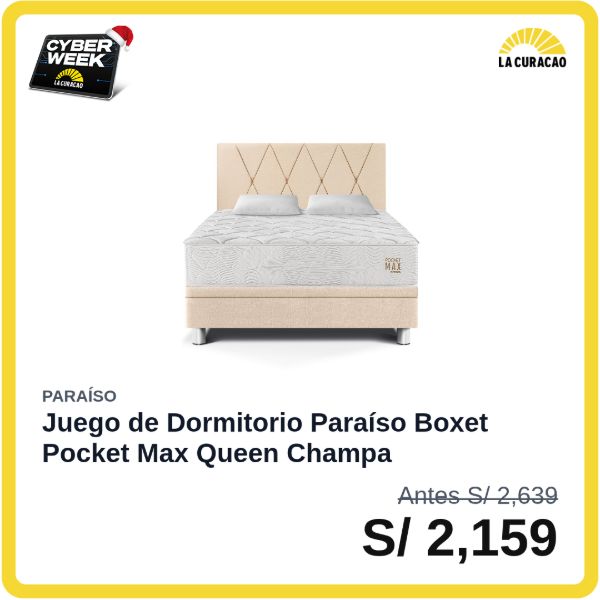 CYBER
WEEK
LA CURACAO
LA CURACAO
POCKET
MAX
PARAÍSO
Juego de Dormitorio Paraíso Boxet
Pocket Max Queen Champa
Antes S/ 2,639
S/ 2,159